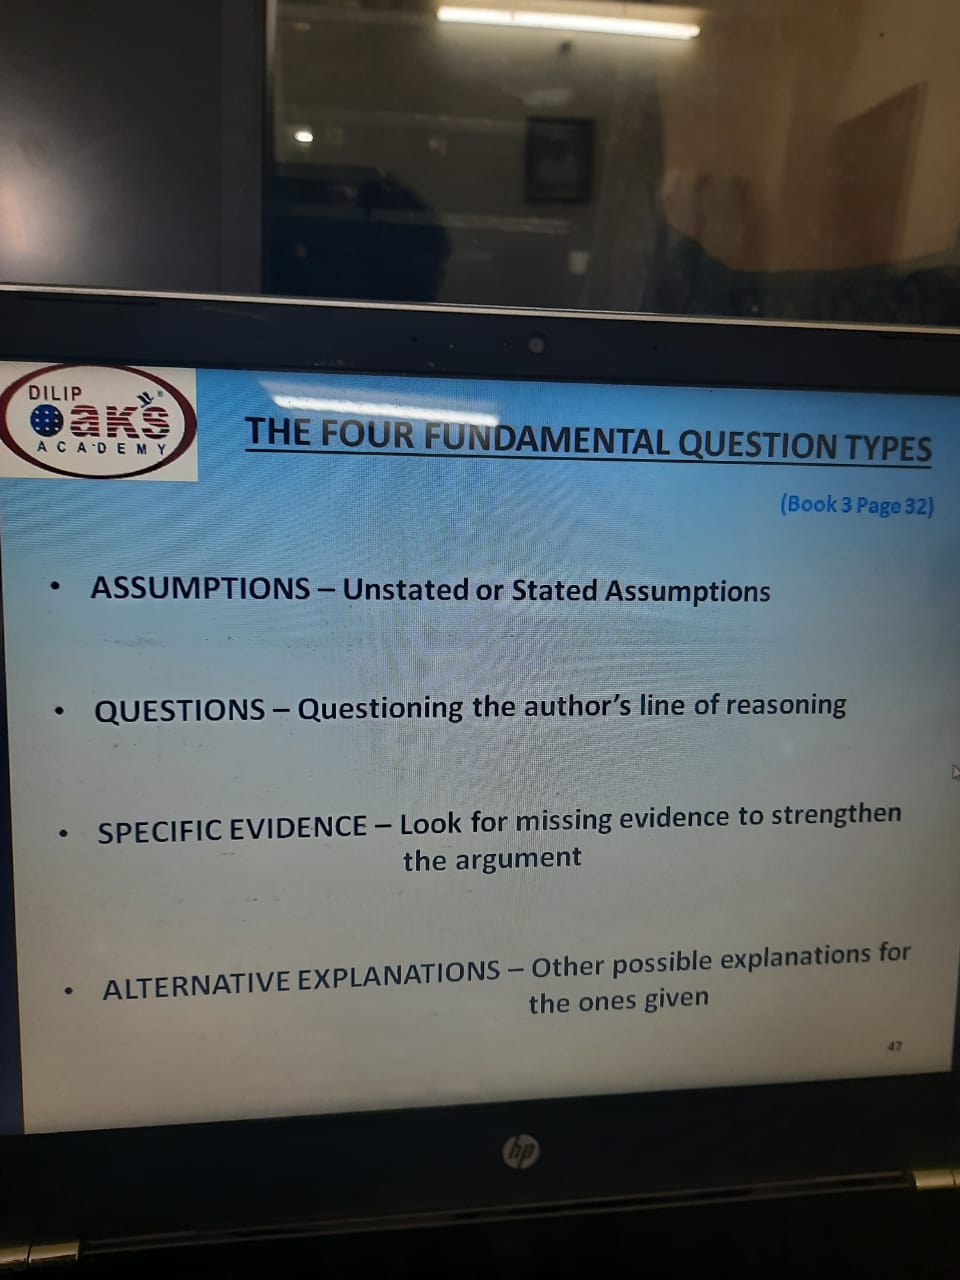 DILIP
Oaks
ACADEMY
THE FOUR FUNDAMENTAL QUESTION TYPES
(Book 3 Page 32)
• ASSUMPTIONS – Unstated or Stated Assumptions
• QUESTIONS – Questioning the author's line of reasoning
• SPECIFIC EVIDENCE – Look for missing evidence to strengthen
the argument
• ALTERNATIVE EXPLANATIONS – Other possible explanations for
the ones given
47
hp